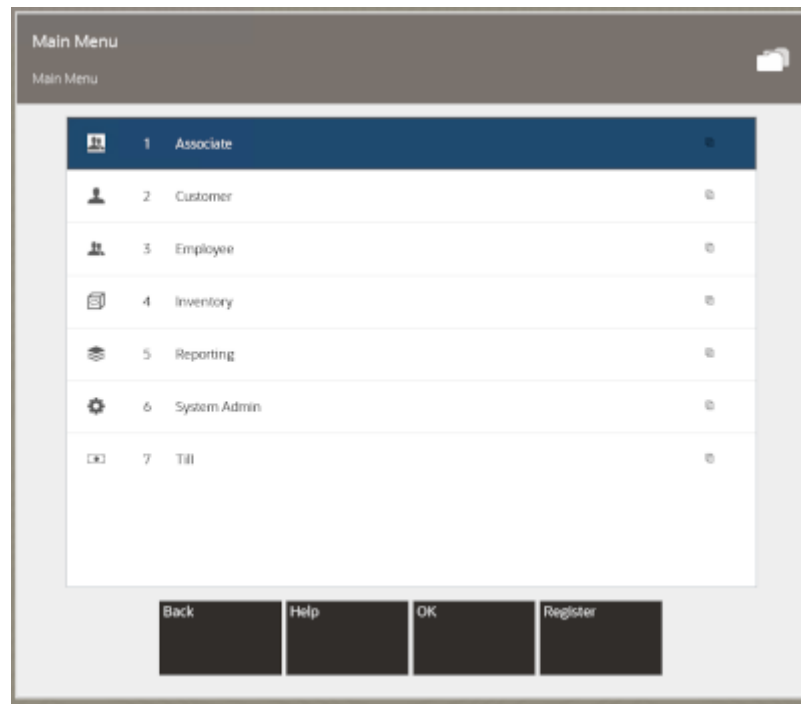 Main Menu
Main Menu
1 Associate
2 Customer
3 Employee
4 Inventory
5 Reporting
6 System Admin
7 Till
Back Help OK Register